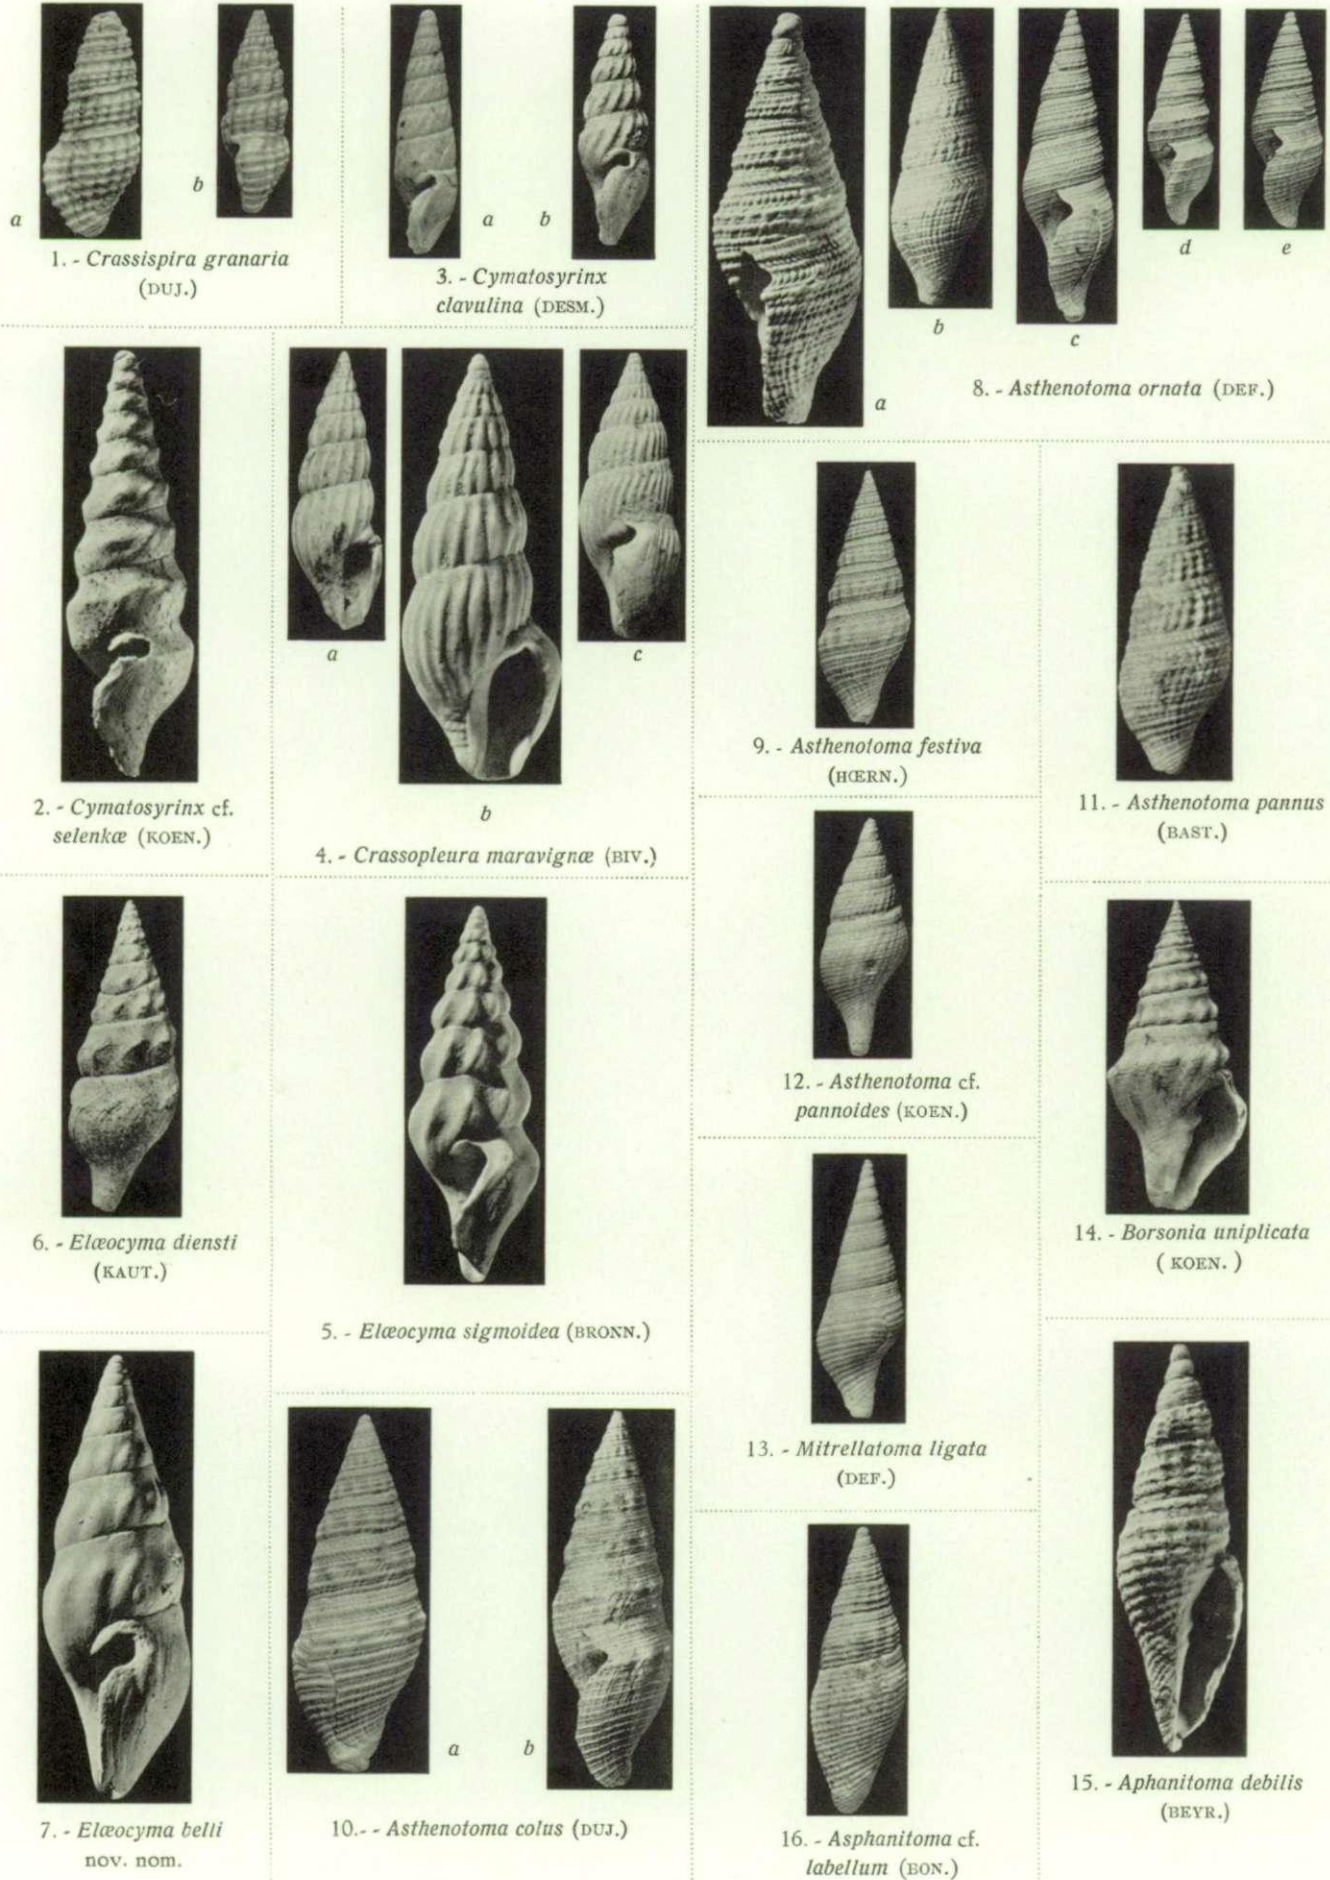 a
b
1. - Crassispira granaria
(DUJ.)
a
b
3. - Cymatosyrinx
clavulina (DESM.)
a
b
c
d
e
8. - Asthenotoma ornata (DEF.)
2. - Cymatosyrinx cf.
selenkæ (KOEN.)
a
b
c
4. - Crassopleura maravignæ (BIV.)
9. - Asthenotoma festiva
(HŒRN.)
11. - Asthenotoma pannus
(BAST.)
6. - Elæocyma diensti
(KAUT.)
5. - Elæocyma sigmoidea (BRONN.)
12. - Asthenotoma cf.
pannoides (KOEN.)
14. - Borsonia uniplicata
( KOEN. )
7. - Elæocyma belli
nov. nom.
a
b
10.- - Asthenotoma colus (DUJ.)
13. - Mitrellatoma ligata
(DEF.)
16. - Asphanitoma cf.
labellum (BON.)
15. - Aphanitoma debilis
(BEYR.)